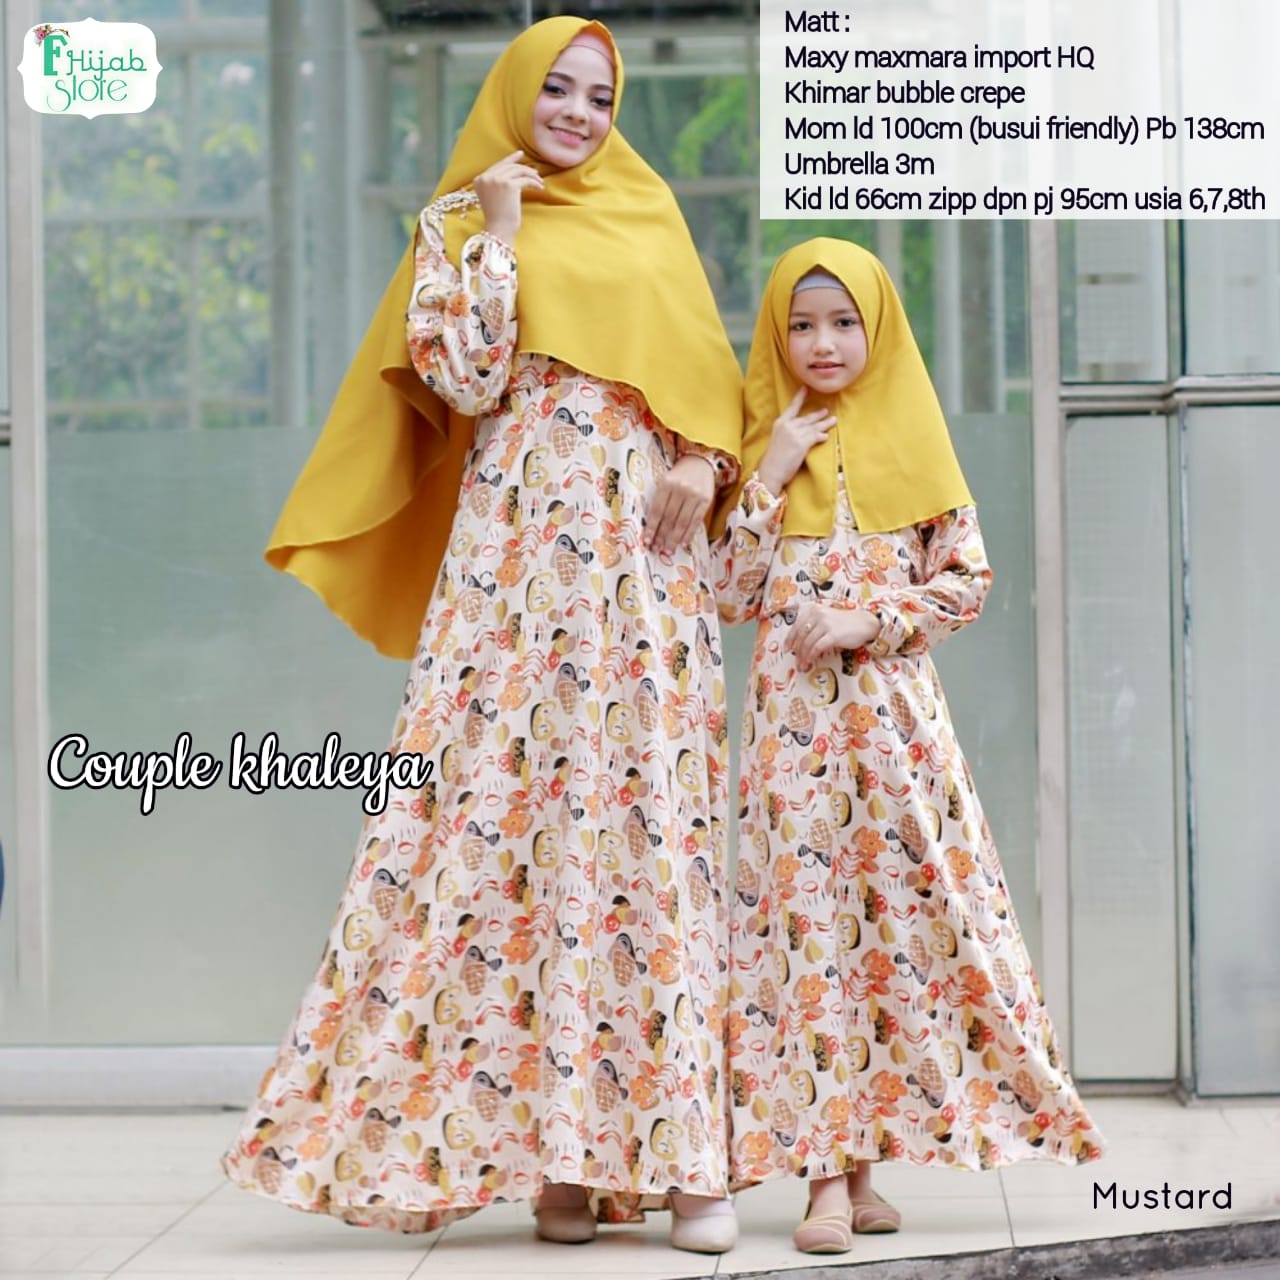 F Hijab
Store
Matt :
Maxy maxmara import HQ
Khimar bubble crepe
Mom ld 100cm (busui friendly) Pb 138cm
Umbrella 3m
Kid ld 66cm zipp dpn pj 95cm usia 6,7,8th
Couple khaleya
Mustard